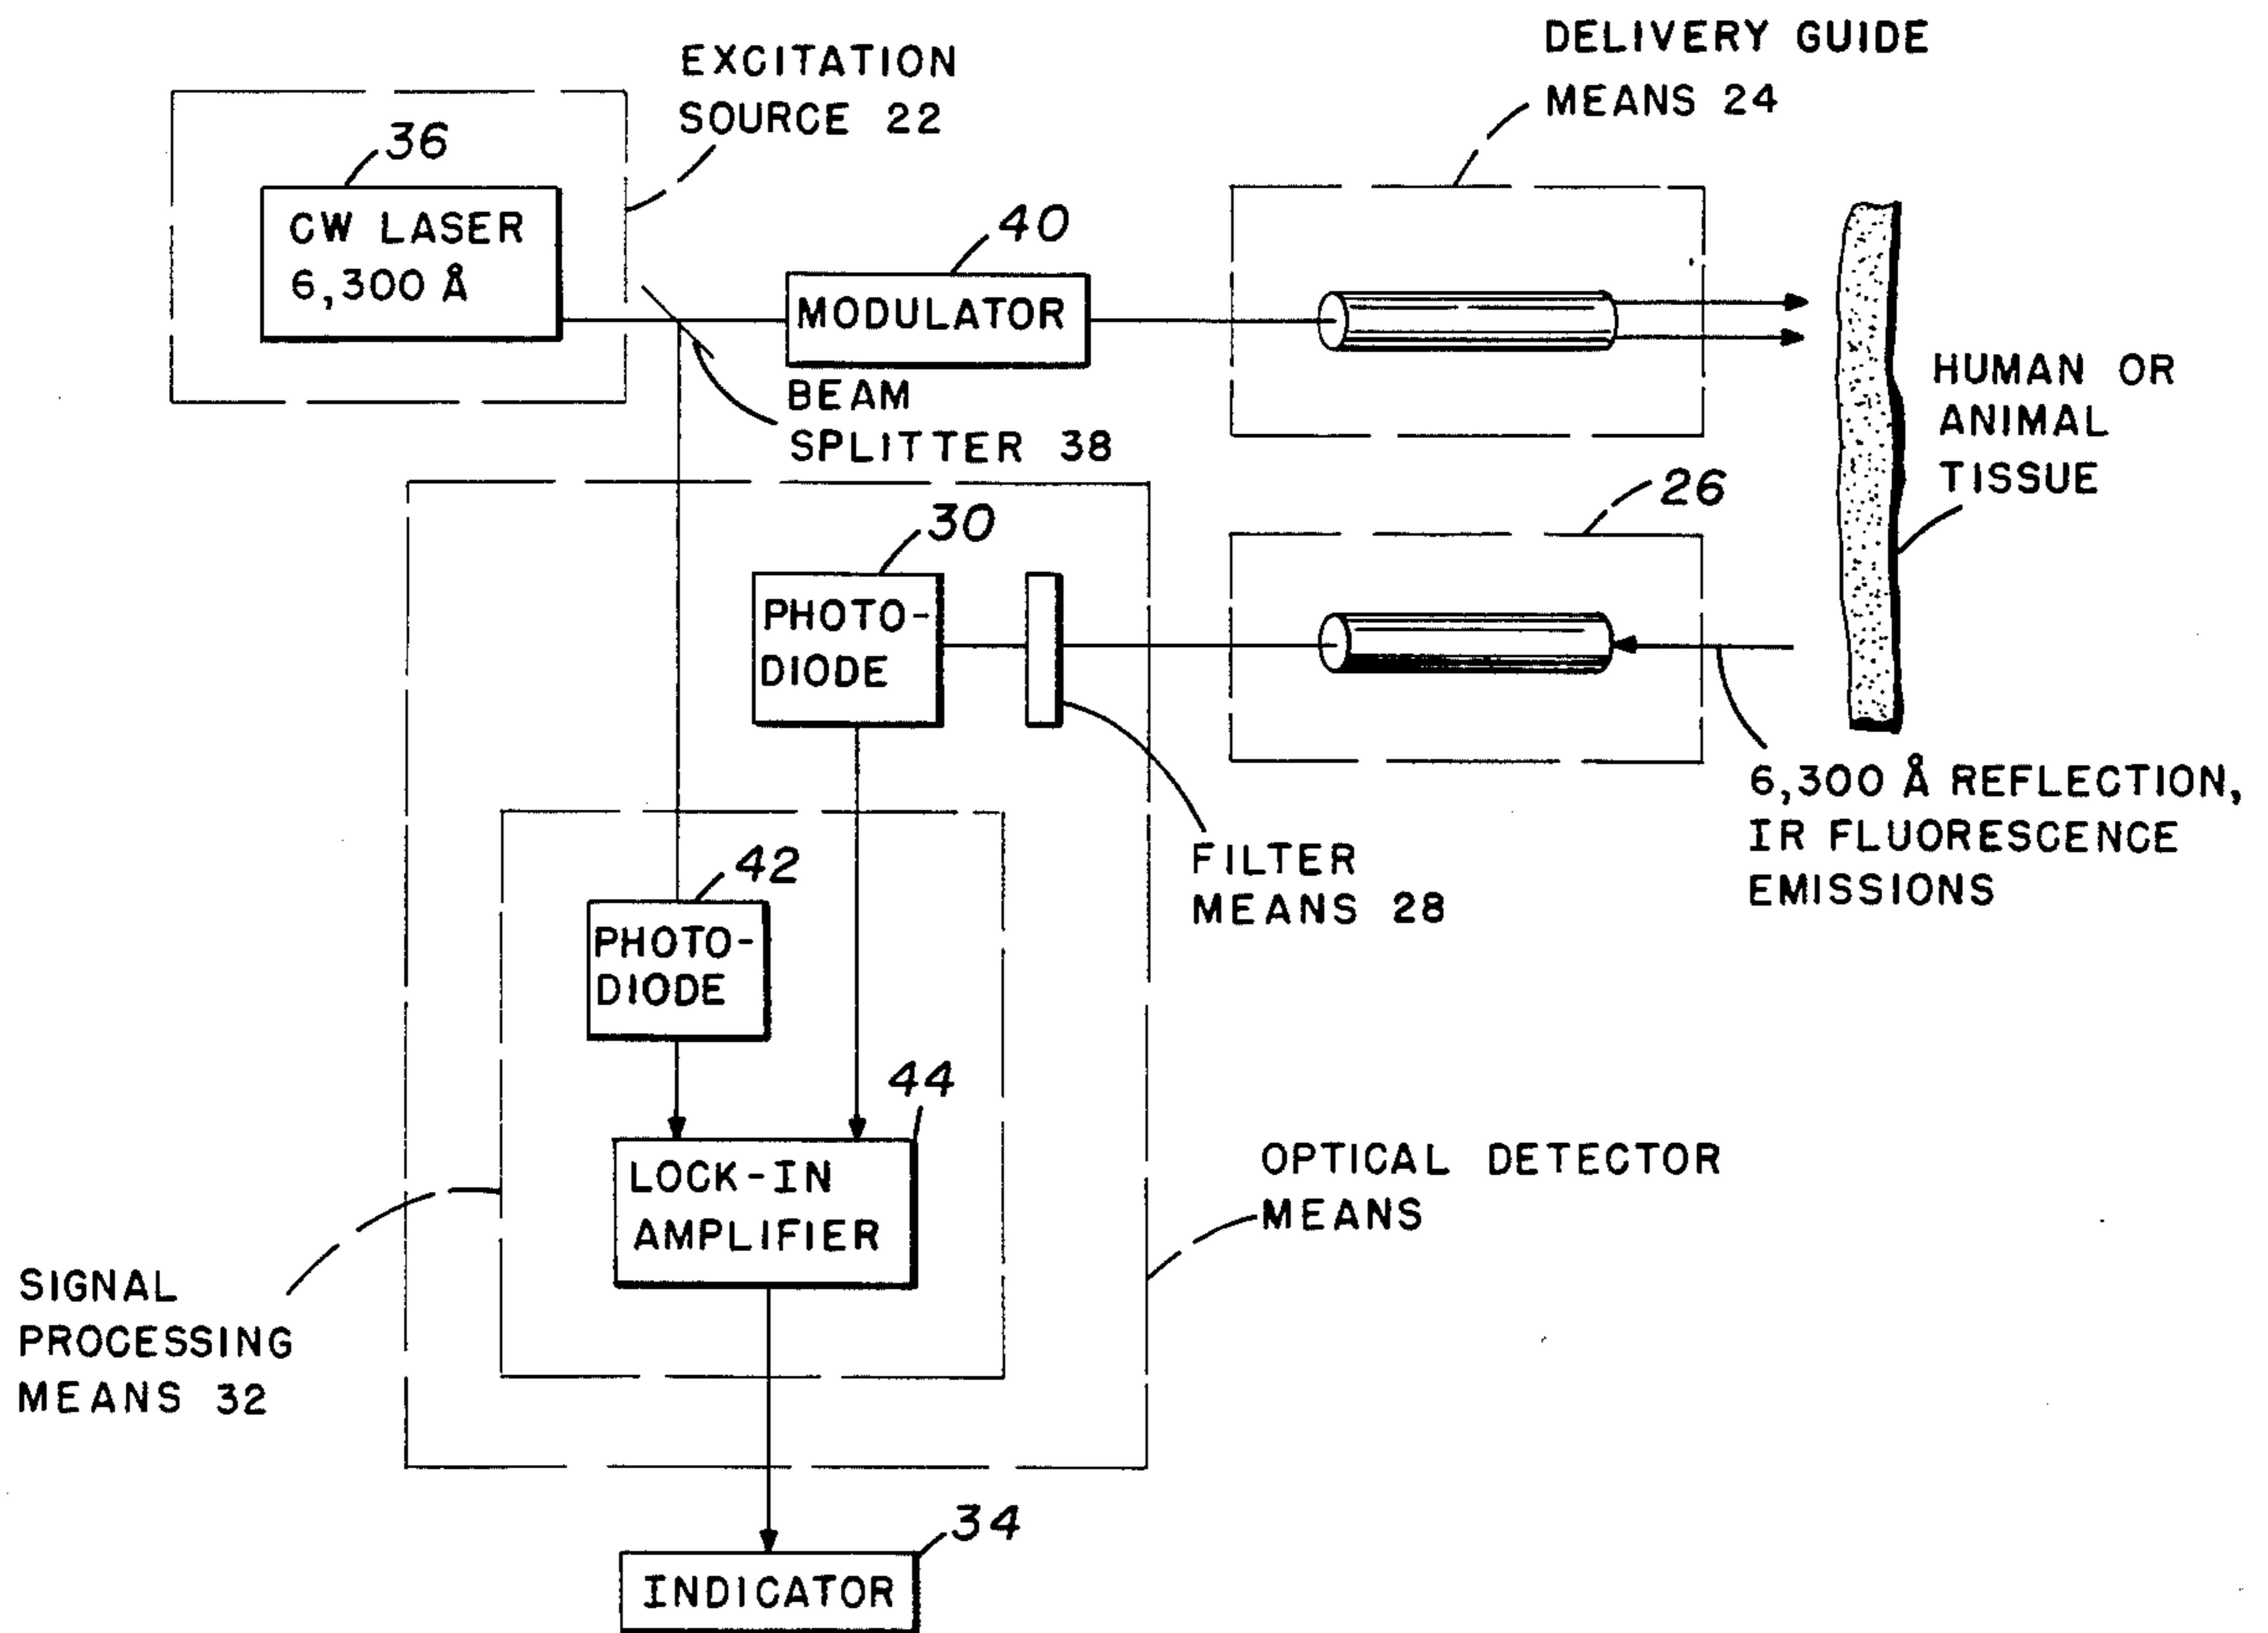 DELIVERY GUIDE
MEANS 24
EXCITATION
SOURCE 22
36
CW LASER
6,300 Å
40
MODULATOR
BEAM
SPLITTER 38
HUMAN OR
ANIMAL
TISSUE
26
30
PHOTO-
DIODE
6,300 Å REFLECTION,
IR FLUORESCENCE
EMISSIONS
FILTER
MEANS 28
42
PHOTO-
DIODE
44
LOCK-IN
AMPLIFIER
OPTICAL DETECTOR
MEANS
SIGNAL
PROCESSING
MEANS 32
34
INDICATOR